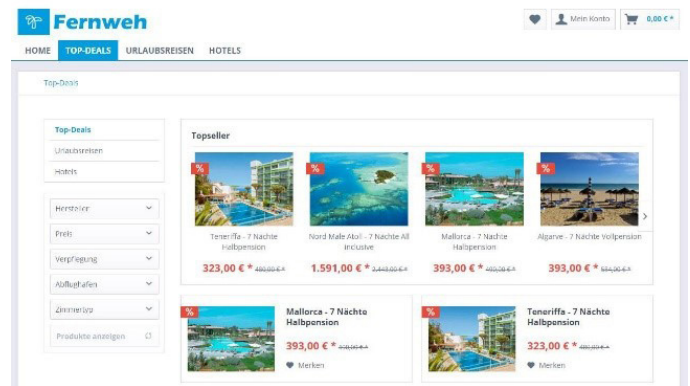 Fernweh
Mein Konto
0,00 € *
HOME TOP-DEALS URLAUBSREISEN HOTELS
Top-Deals
Top-Deals
Urlaubsreisen
Hotels
Hersteller
Preis
Verpflegung
Abflughafen
Zimmertyp
Produkte anzeigen
Topseller
%
%
%
%
Teneriffa - 7 Nächte
Halbpension
323,00 € *
Nord Male Atoll - 7 Nächte All
inclusive
1.591,00 € *
Mallorca - 7 Nächte
Halbpension
393,00 € *
Algarve - 7 Nächte Vollpension
393,00 € *
%
Mallorca - 7 Nächte
Halbpension
393,00 € *
Merken
%
Teneriffa - 7 Nächte
Halbpension
323,00 € *
Merken